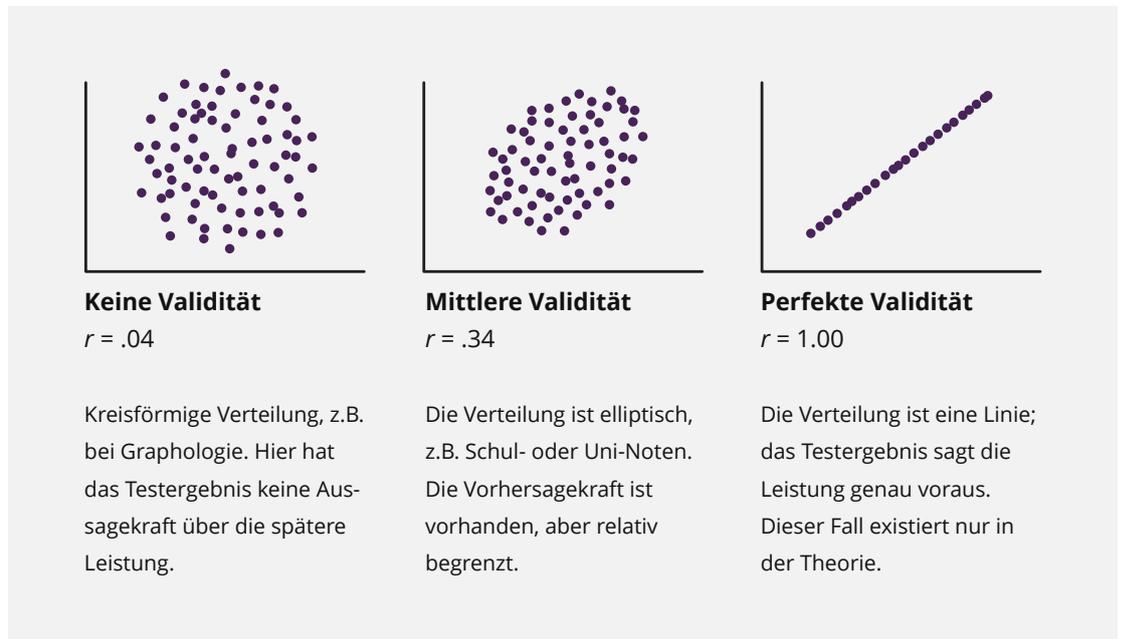 Keine Validität
r = .04
Kreisförmige Verteilung, z.B.
bei Graphologie. Hier hat
das Testergebnis keine Aus-
sagekraft über die spätere
Leistung.
Mittlere Validität
r = .34
Die Verteilung ist elliptisch,
z.B. Schul- oder Uni-Noten.
Die Vorhersagekraft ist
vorhanden, aber relativ
begrenzt.
Perfekte Validität
r = 1.00
Die Verteilung ist eine Linie;
das Testergebnis sagt die
Leistung genau voraus.
Dieser Fall existiert nur in
der Theorie.